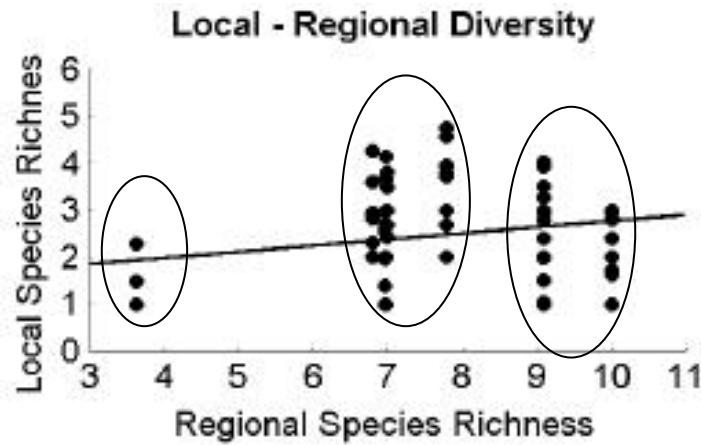 Local - Regional Diversity
Local Species Richnes
6
5
4
3
2
1
0
3 4 5 6 7 8 9 10 11
Regional Species Richness